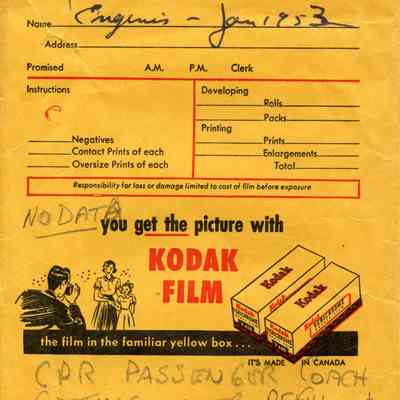 Name Engenis - Jan 1953
Address
Promised A.M. P.M. Clerk
Instructions
Developing
Rolls
Packs
Printing
Prints
Enlargements
Total
C
Negatives
Contact Prints of each
Oversize Prints of each
Responsibility for loss or damage limited to cost of film before exposure
NO DATA
you get the picture with
KODAK
FILM
Kodak
Kodak
Kodak
the film in the familiar yellow box...
IT'S MADE IN CANADA
CPR PASSENGER COACH